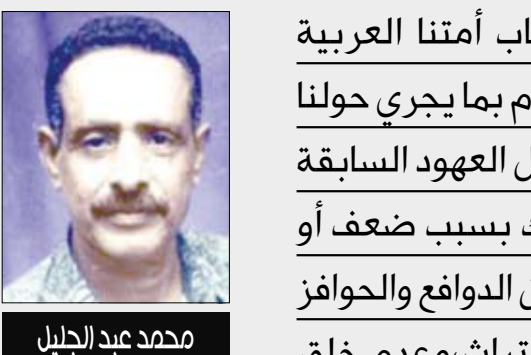 اب أمتنا العربية
م بما يجري حولنا
ل العهود السابقة
ك بسبب ضعف أو
ل الدوافع والحوافز
محمد عبد الجليل